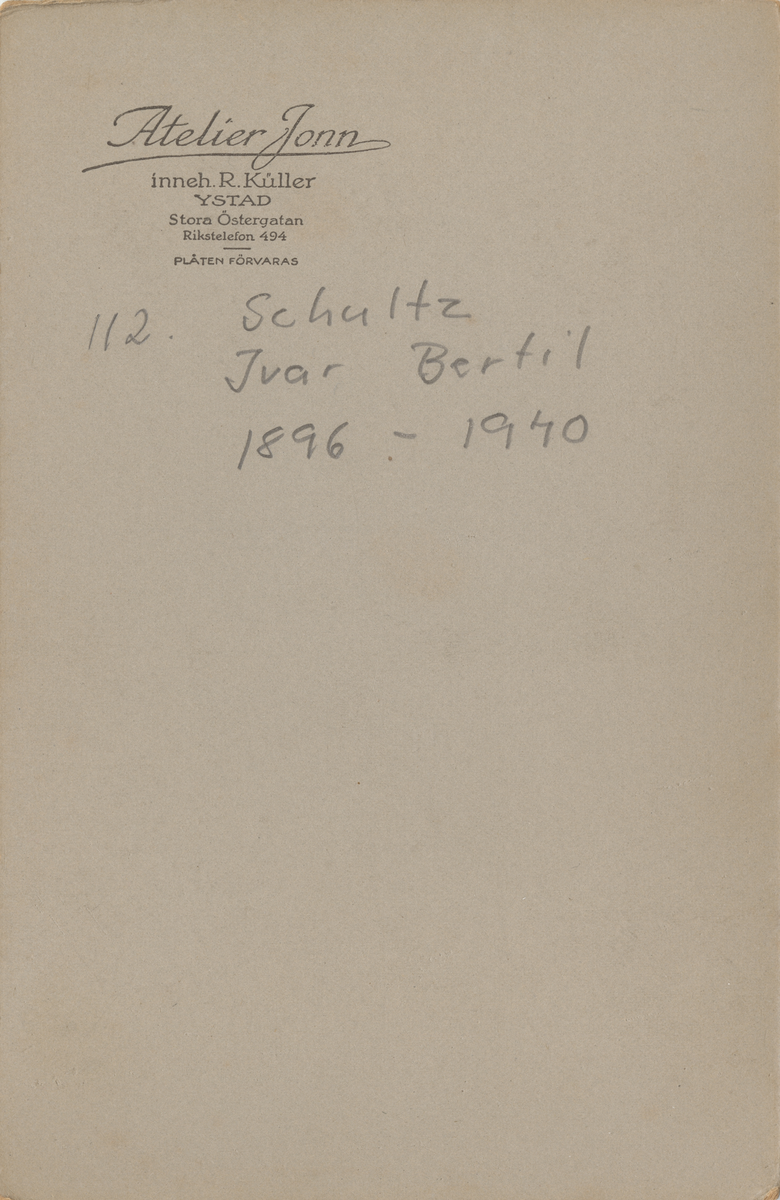 Atelier Jonn
inneh. R. Küller
YSTAD
Stora Östergatan
Rikstelefon 494
PLÅTEN FÖRVARAS
112. Schultz
Ivar Bertil
1896 - 1940